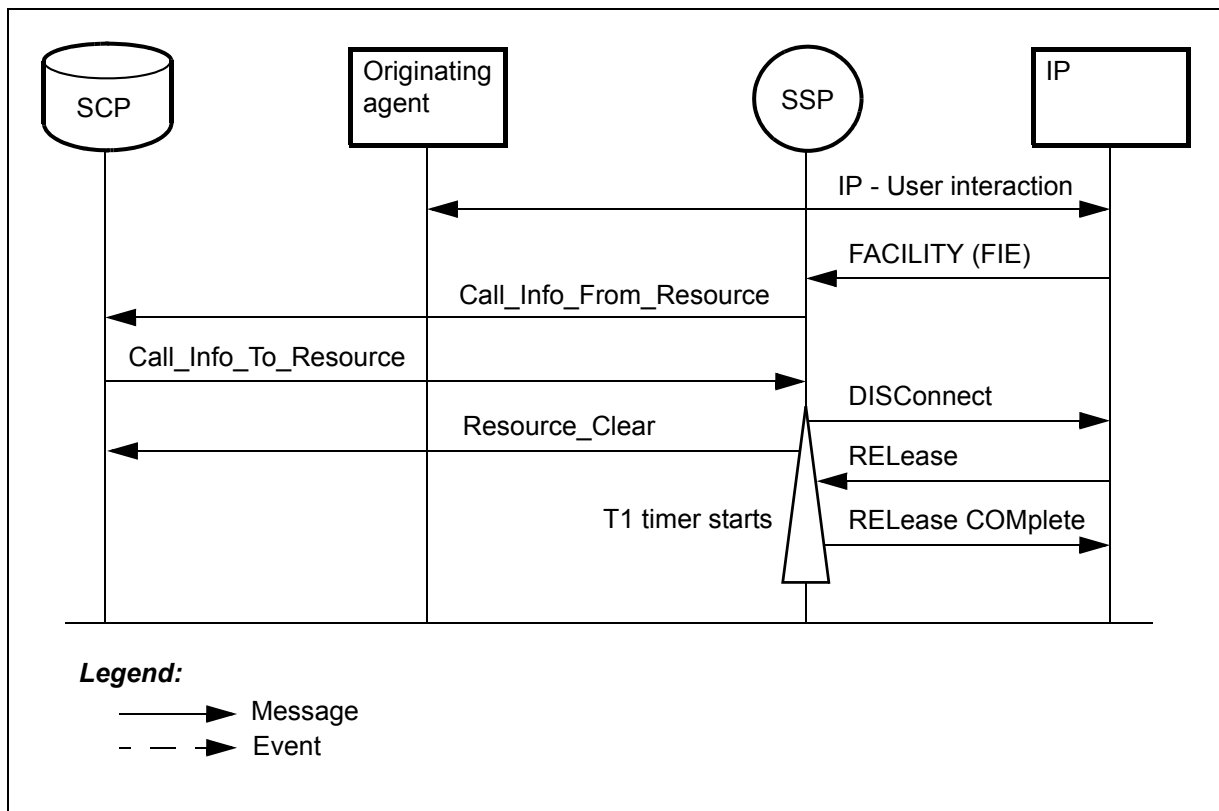 SCP
Originating
agent
SSP
IP
IP - User interaction
FACILITY (FIE)
Call_Info_From_Resource
Call_Info_To_Resource
DISConnect
Resource_Clear
RELease
T1 timer starts
RELease COMplete
Legend:
Message
Event